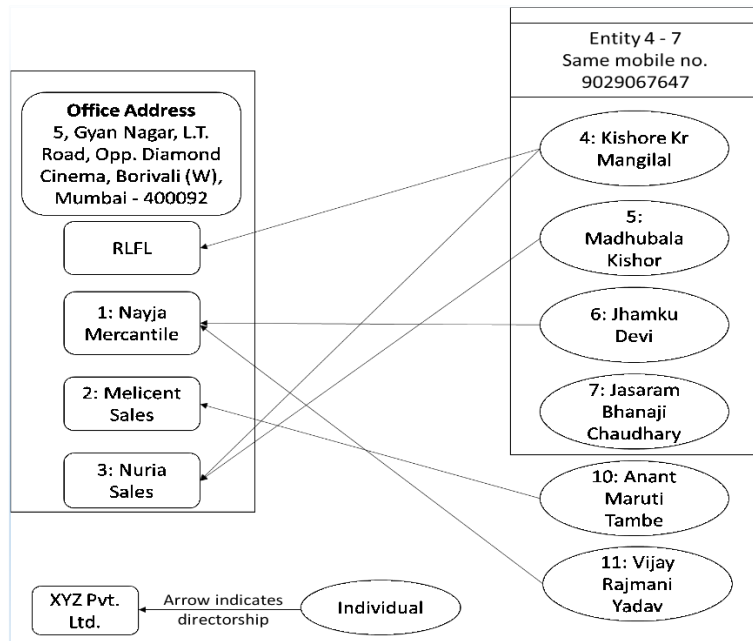 Office Address
5, Gyan Nagar, L.T.
Road, Opp. Diamond
Cinema, Borivali (W),
Mumbai - 400092
RLFL
1: Nayja
Mercantile
2: Melicent
Sales
3: Nuria
Sales
Entity 4 - 7
Same mobile no.
9029067647
4: Kishore Kr
Mangilal
5:
Madhubala
Kishor
6: Jhamku
Devi
7: Jasaram
Bhanaji
Chaudhary
10: Anant
Maruti
Tambe
11: Vijay
Rajmani
Yadav
XYZ Pvt.
Ltd.
Arrow indicates
directorship
Individual